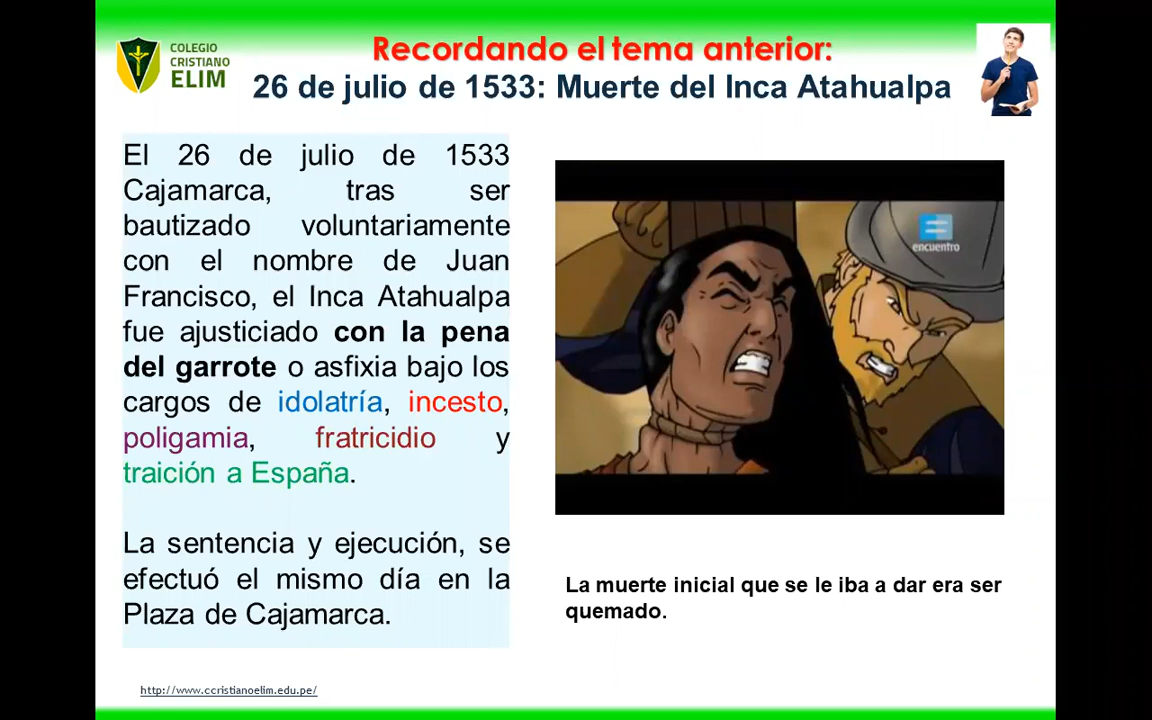 COLEGIO
CRISTIANO
ELIM
Recordando el tema anterior:
26 de julio de 1533: Muerte del Inca Atahualpa
El 26 de julio de 1533
Cajamarca, tras ser
bautizado voluntariamente
con el nombre de Juan
Francisco, el Inca Atahualpa
fue ajusticiado con la pena
del garrote o asfixia bajo los
cargos de idolatría, incesto,
poligamia, fratricidio y
traición a España.
La sentencia y ejecución, se
efectuó el mismo día en la
Plaza de Cajamarca.
encuentro
La muerte inicial que se le iba a dar era ser
quemado.
http://www.ccristianoelim.edu.pe/